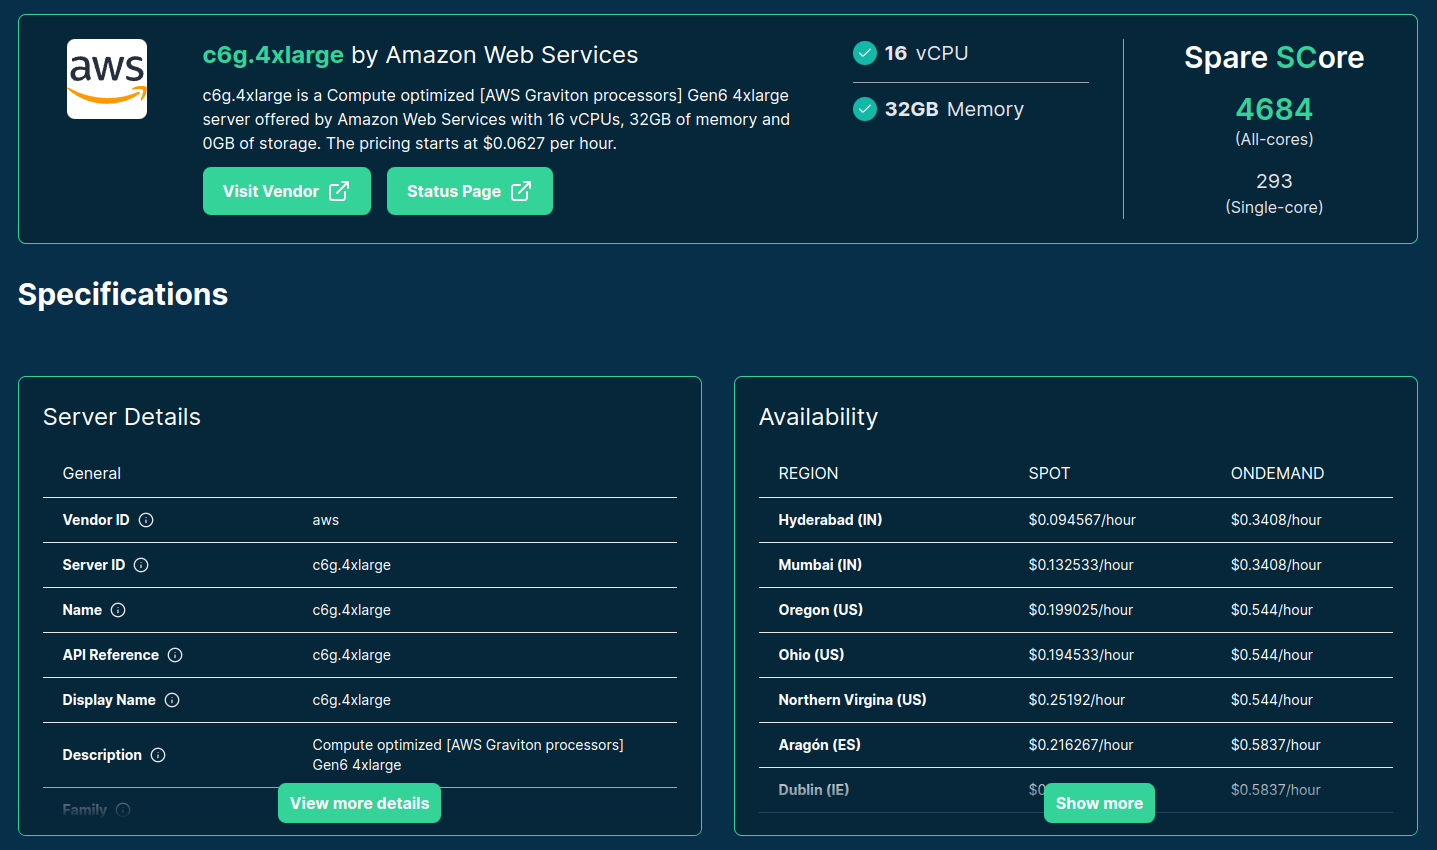 aws
c6g.4xlarge by Amazon Web Services
c6g.4xlarge is a Compute optimized [AWS Graviton processors] Gen6 4xlarge
server offered by Amazon Web Services with 16 vCPUs, 32GB of memory and
0GB of storage. The pricing starts at $0.0627 per hour.
Visit Vendor
Status Page
16 vCPU
32GB Memory
Spare SCore
4684
(All-cores)
293
(Single-core)
Specifications
Server Details
General
Vendor ID aws
Server ID c6g.4xlarge
Name c6g.4xlarge
API Reference c6g.4xlarge
Display Name c6g.4xlarge
Description Compute optimized [AWS Graviton processors]
Gen6 4xlarge
Family
View more details
Availability
REGION SPOT ONDEMAND
Hyderabad (IN) $0.094567/hour $0.3408/hour
Mumbai (IN) $0.132533/hour $0.3408/hour
Oregon (US) $0.199025/hour $0.544/hour
Ohio (US) $0.194533/hour $0.544/hour
Northern Virgina (US) $0.25192/hour $0.544/hour
Aragón (ES) $0.216267/hour $0.5837/hour
Dublin (IE) $0.5837/hour
Show more